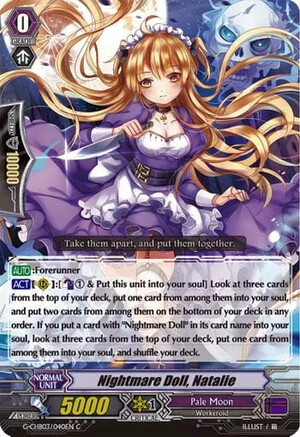 0
10000
Take them apart, and put them together.
AUTO:Forerunner
ACT[ ]:[ ① & Put this unit into your soul] Look at three cards
from the top of your deck, put one card from among them into your soul,
and put two cards from among them on the bottom of your deck in any
order. If you put a card with "Nightmare Doll" in its card name into your
soul, look at three cards from the top of your deck, put one card from
among them into your soul, and shuffle your deck.
NORMAL UNIT
Nightmare Doll, Natalie
POWER 5000
1
CRITICAL
Pale Moon
Workeroid
G-CHB03/040EN C
ILLUST /